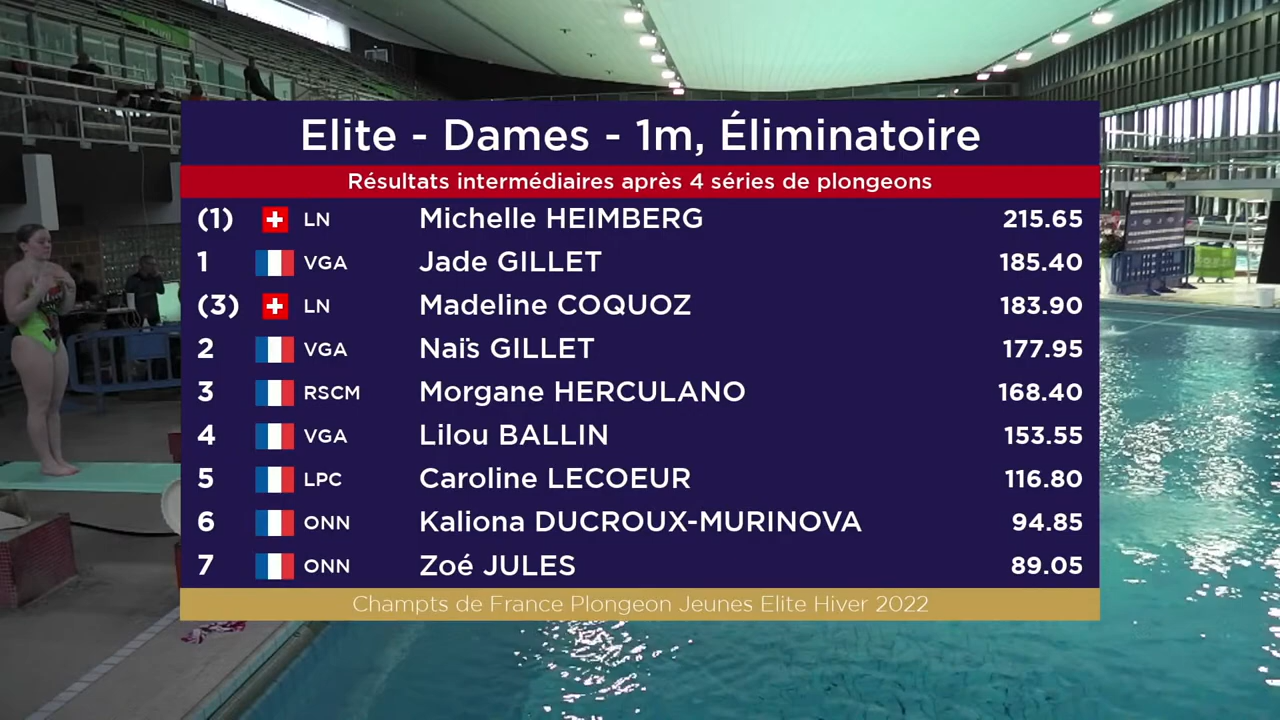 Elite - Dames - 1m, Éliminatoire
Résultats intermédiaires après 4 séries de plongeons
(1) LN Michelle HEIMBERG 215.65
1 VGA Jade GILLET 185.40
(3) LN Madeline COQUOZ 183.90
2 VGA Naïs GILLET 177.95
3 RSCM Morgane HERCULANO 168.40
4 VGA Lilou BALLIN 153.55
5 LPC Caroline LECOEUR 116.80
6 ONN Kaliona DUCROUX-MURINOVA 94.85
7 ONN Zoé JULES 89.05
Champts de France Plongeon Jeunes Elite Hiver 2022